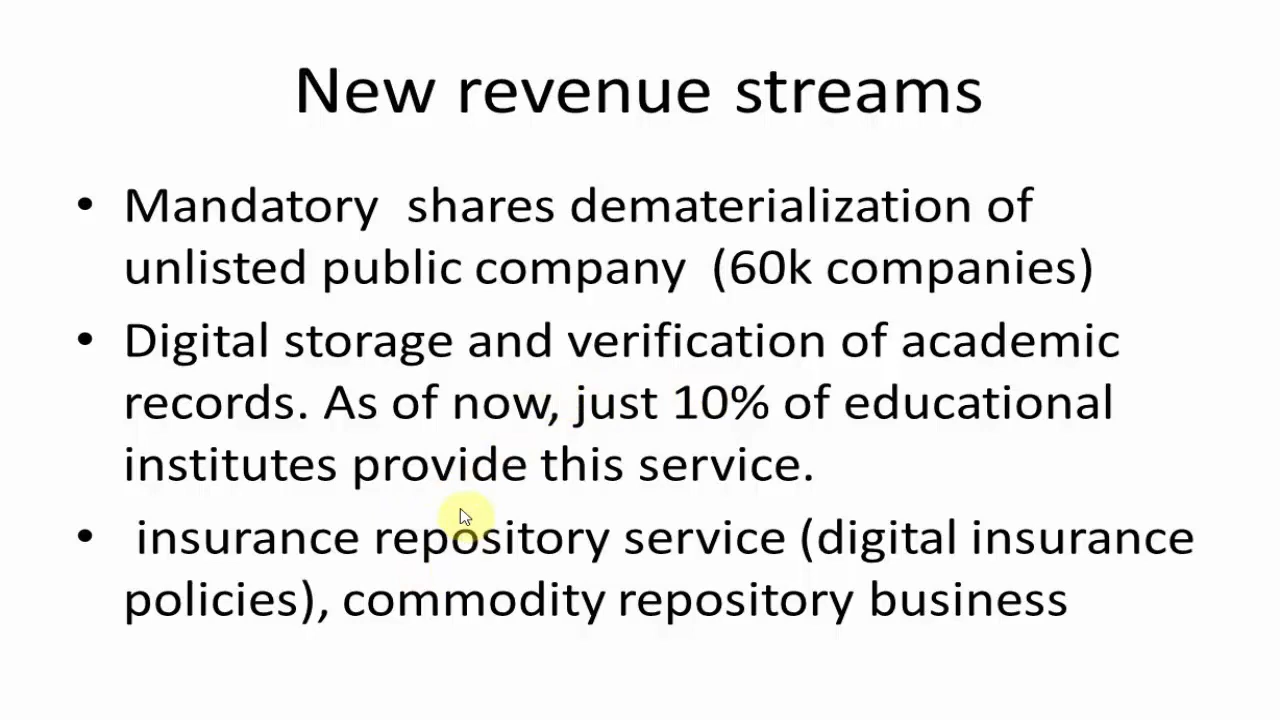 New revenue streams
• Mandatory  shares dematerialization of
unlisted public company  (60k companies)
• Digital storage and verification of academic
records. As of now, just 10% of educational
institutes provide this service.
•  insurance repository service (digital insurance
policies), commodity repository business